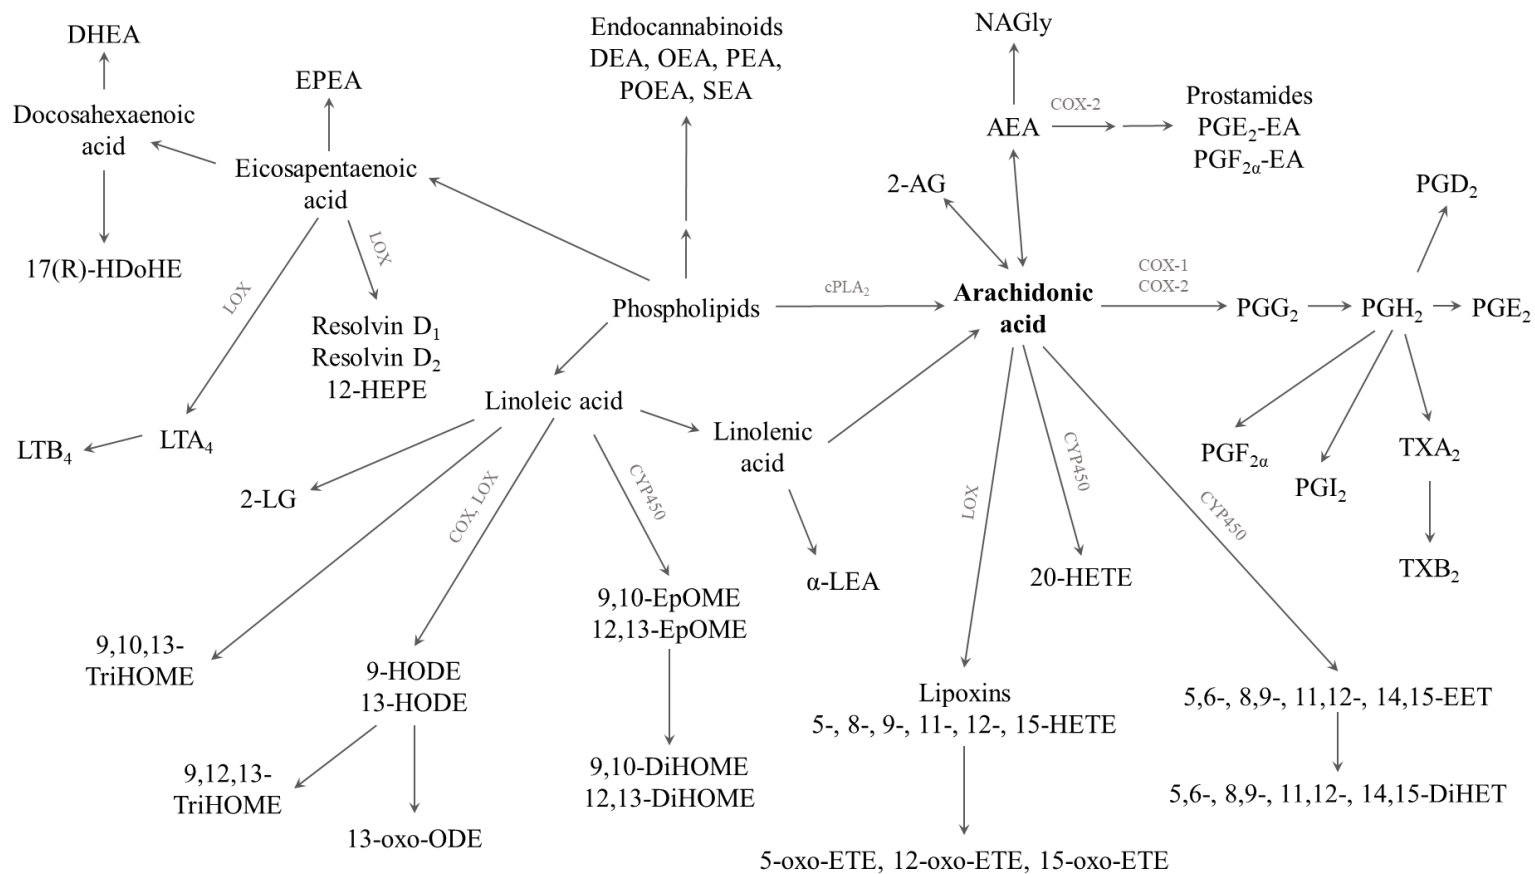 DHEA
Docosahexaenoic
acid
17(R)-HDoHE
EPEA
Eicosapentaenoic
acid
LOX
LOX
Resolvin D₁
Resolvin D₂
12-HEPE
LTA₄
LTB₄
Endocannabinoids
DEA, OEA, PEA,
POEA, SEA
Phospholipids
cPLA₂
NAGly
AEA
COX-2
Prostamides
PGE₂-EA
PGF₂α-EA
2-AG
Arachidonic
acid
COX-1
COX-2
PGG₂
PGH₂
PGE₂
PGD₂
PGF₂α
PGI₂
TXA₂
TXB₂
Linoleic acid
Linolenic
acid
α-LEA
2-LG
COX, LOX
CYP450
9,10,13-
TriHOME
9-HODE
13-HODE
9,12,13-
TriHOME
13-oxo-ODE
9,10-EpOME
12,13-EpOME
9,10-DiHOME
12,13-DiHOME
LOX
CYP450
CYP450
20-HETE
Lipoxins
5-, 8-, 9-, 11-, 12-, 15-HETE
5-oxo-ETE, 12-oxo-ETE, 15-oxo-ETE
5,6-, 8,9-, 11,12-, 14,15-EET
5,6-, 8,9-, 11,12-, 14,15-DiHET